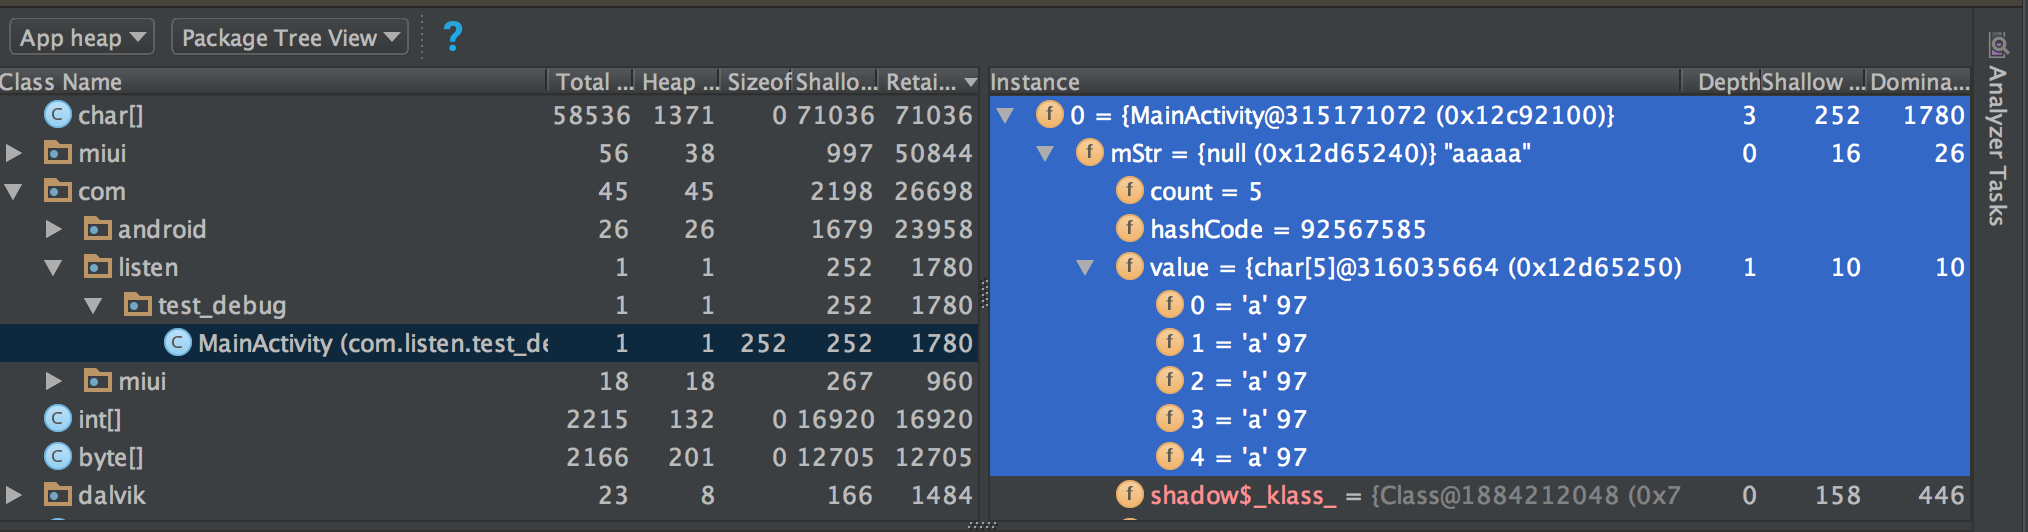 App heap Package Tree View ?
Class Name Total ... Heap ... Sizeof Shallo... Retai...
char[] 58536 1371 0 71036 71036
miui 56 38 997 50844
com 45 45 2198 26698
android 26 26 1679 23958
listen 1 1 252 1780
test_debug 1 1 252 1780
MainActivity (com.listen.test_de 1 1 252 252 1780
miui 18 18 267 960
int[] 2215 132 0 16920 16920
byte[] 2166 201 0 12705 12705
dalvik 23 8 166 1484
Instance Depth Shallow ... Domina...
f 0 = {MainActivity@315171072 (0x12c92100)} 3 252 1780
f mStr = {null (0x12d65240)} "aaaaa" 0 16 26
f count = 5
f hashCode = 92567585
f value = {char[5]@316035664 (0x12d65250) 1 10 10
f 0 = 'a' 97
f 1 = 'a' 97
f 2 = 'a' 97
f 3 = 'a' 97
f 4 = 'a' 97
f shadow$_klass_ = {Class@1884212048 (0x7 0 158 446
Analyzer Tasks